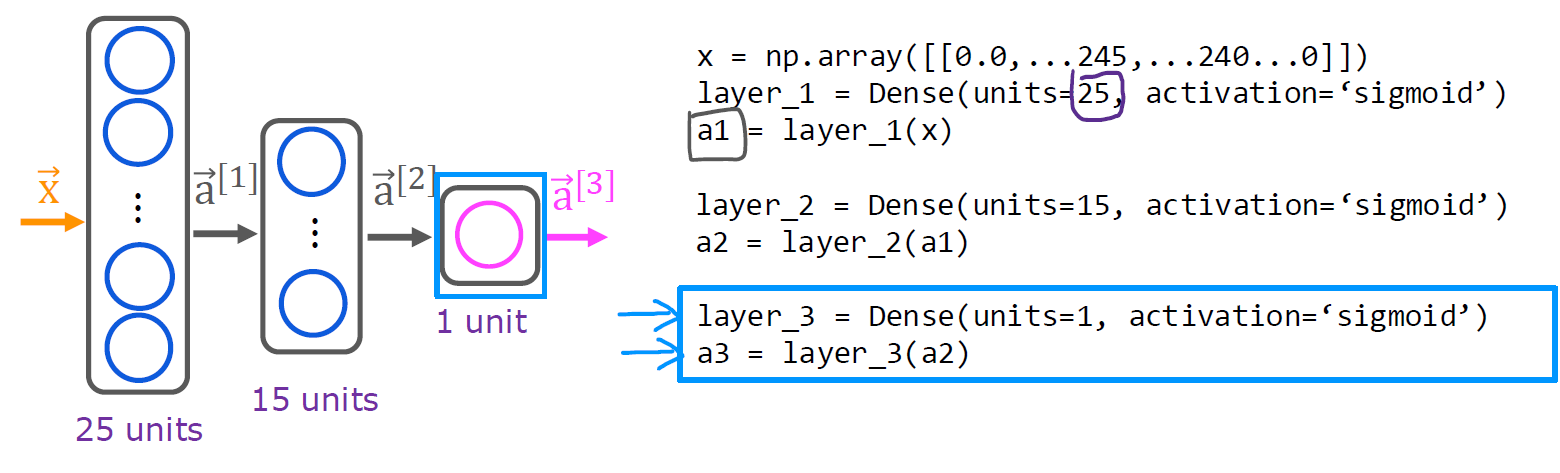 x⃗
a⃗[1]
a⃗[2]
a⃗[3]
25 units
15 units
1 unit
x = np.array([[0.0,...245,...240...0]])
layer_1 = Dense(units=25, activation=‘sigmoid’)
a1 = layer_1(x)
layer_2 = Dense(units=15, activation=‘sigmoid’)
a2 = layer_2(a1)
layer_3 = Dense(units=1, activation=‘sigmoid’)
a3 = layer_3(a2)